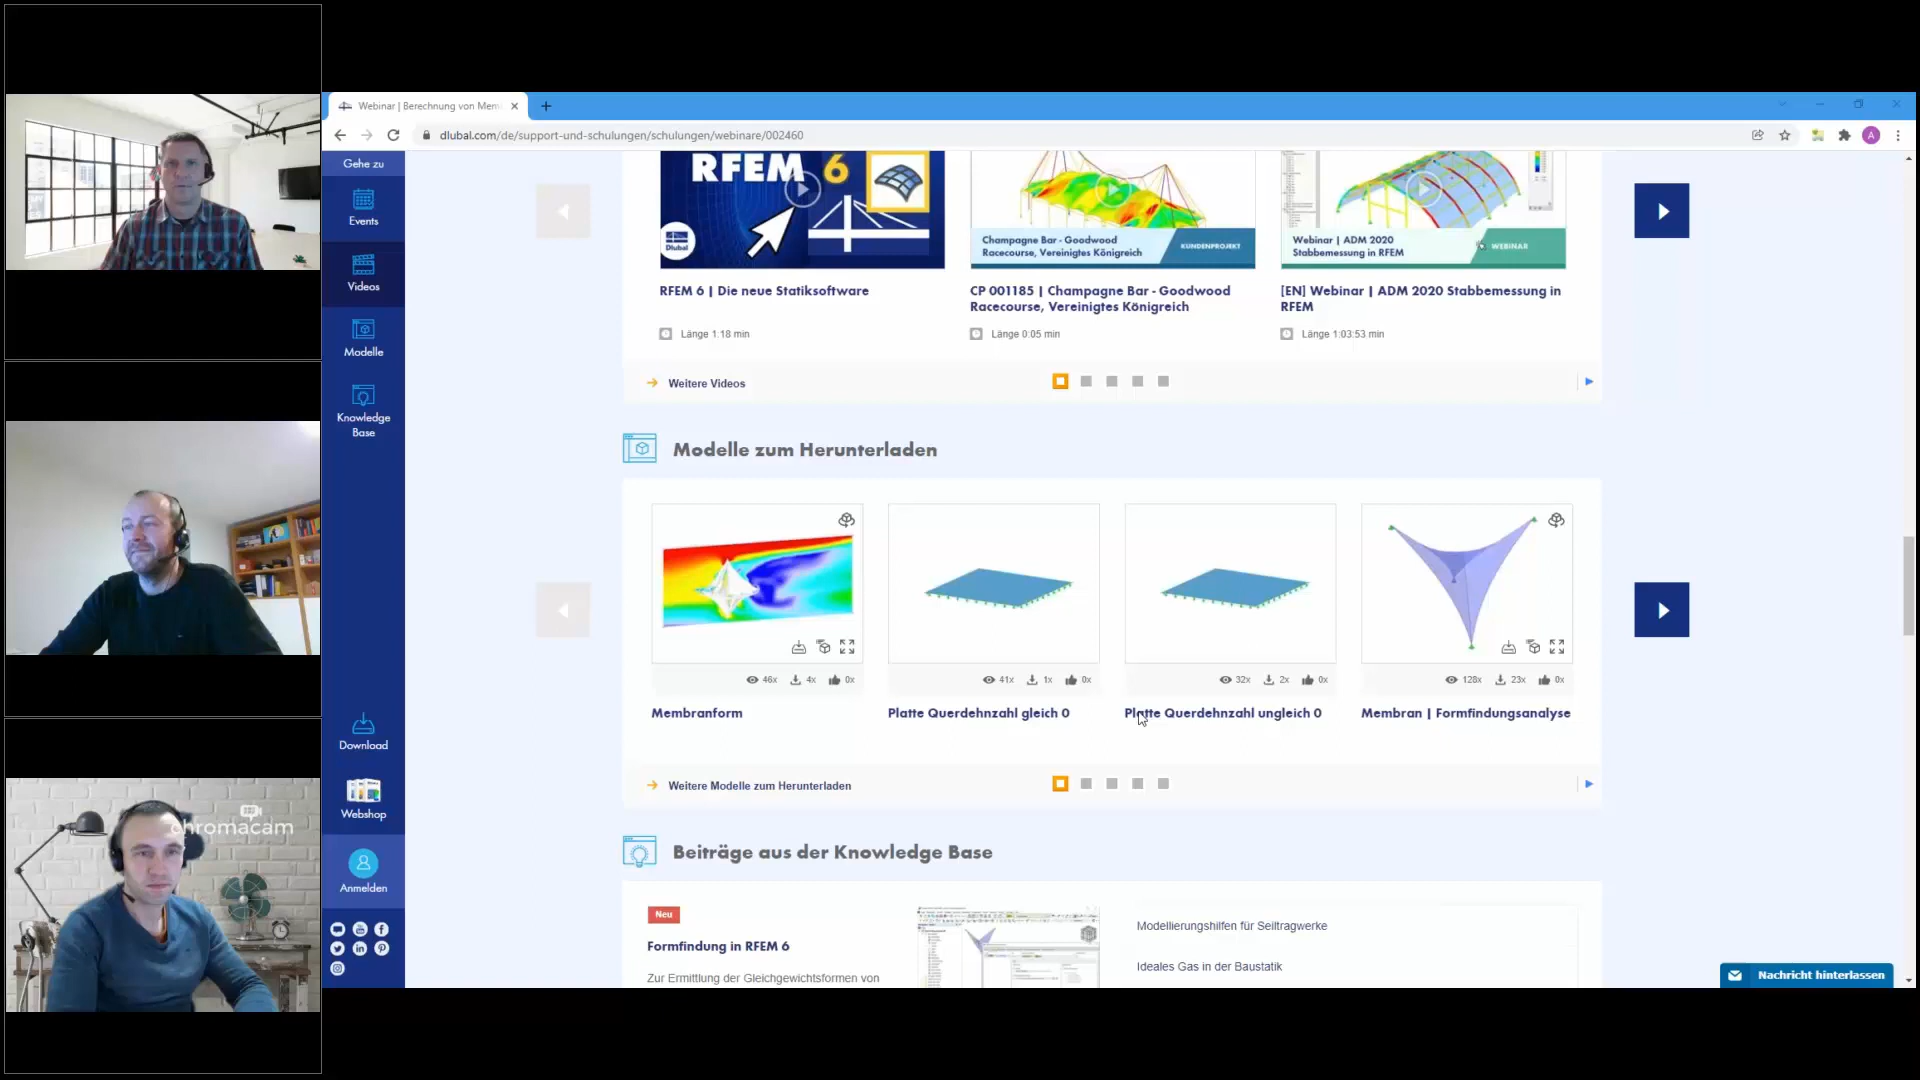 chromacam
Webinar | Berechnung von Mem
dlubal.com/de/support-und-schulungen/schulungen/webinare/002460
A
Gehe zu
Events
Videos
Modelle
Knowledge
Base
Download
Webshop
Anmelden
RFEM 6
Dlubal
Champagne Bar - Goodwood
Racecourse, Vereinigtes Königreich
KUNDENPROJEKT
Webinar | ADM 2020
Stabbemessung in RFEM
WEBINAR
RFEM 6 | Die neue Statiksoftware
Länge 1:18 min
CP 001185 | Champagne Bar - Goodwood
Racecourse, Vereinigtes Königreich
Länge 0:05 min
[EN] Webinar | ADM 2020 Stabbemessung in
RFEM
Länge 1:03:53 min
Weitere Videos
Modelle zum Herunterladen
46x 4x 0x
Membranform
41x 1x 0x
Platte Querdehnzahl gleich 0
32x 2x 0x
Platte Querdehnzahl ungleich 0
128x 23x 0x
Membran | Formfindungsanalyse
Weitere Modelle zum Herunterladen
Beiträge aus der Knowledge Base
Neu
Formfindung in RFEM 6
Zur Ermittlung der Gleichgewichtsformen von
Modellierungshilfen für Seiltragwerke
Ideales Gas in der Baustatik
Nachricht hinterlassen